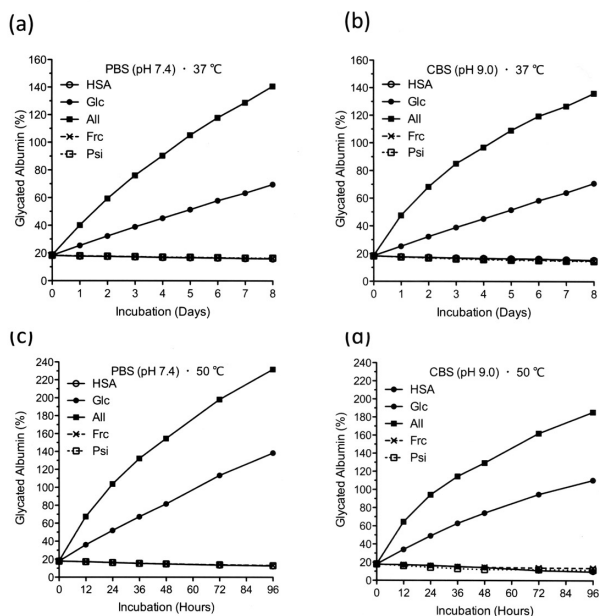 (a)
PBS (pH 7.4) · 37 ℃
HSA
Glc
All
Frc
Psi
Glycated Albumin (%)
160
140
120
100
80
60
40
20
0
0 1 2 3 4 5 6 7 8
Incubation (Days)
(b)
CBS (pH 9.0) · 37 ℃
HSA
Glc
All
Frc
Psi
Glycated Albumin (%)
160
140
120
100
80
60
40
20
0
0 1 2 3 4 5 6 7 8
Incubation (Days)
(c)
PBS (pH 7.4) · 50 ℃
HSA
Glc
All
Frc
Psi
Glycated Albumin (%)
240
220
200
180
160
140
120
100
80
60
40
20
0
0 12 24 36 48 60 72 84 96
Incubation (Hours)
(d)
CBS (pH 9.0) · 50 ℃
HSA
Glc
All
Frc
Psi
Glycated Albumin (%)
240
220
200
180
160
140
120
100
80
60
40
20
0
0 12 24 36 48 60 72 84 96
Incubation (Hours)